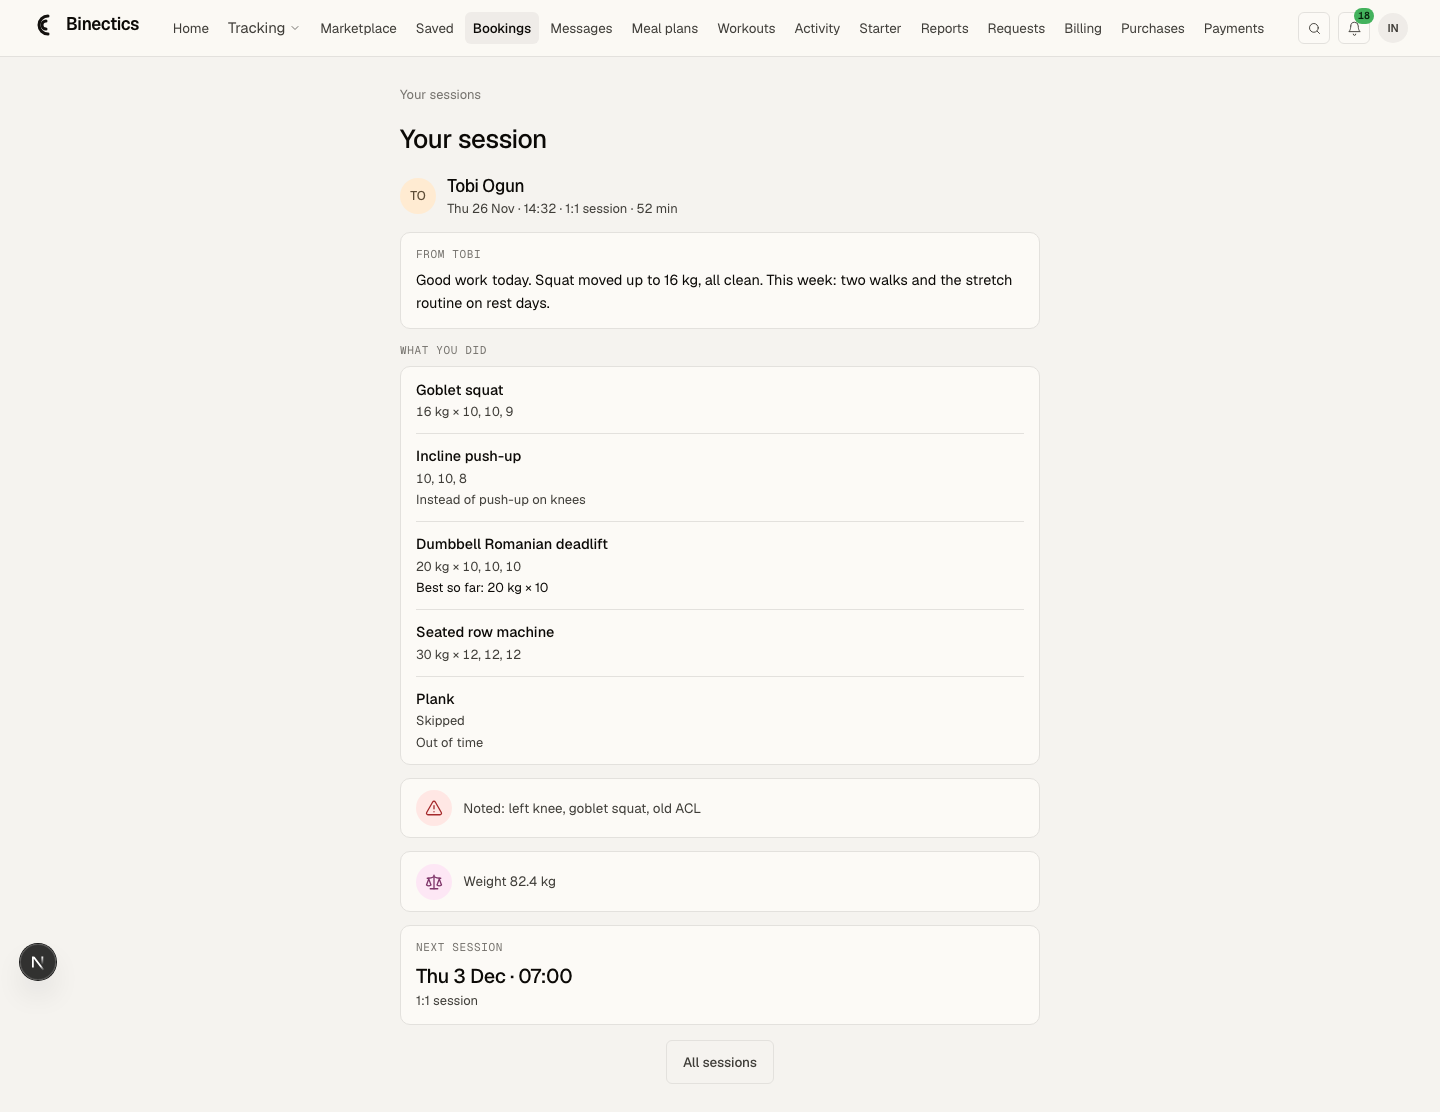 Binectics
Home
Tracking
Marketplace
Saved
Bookings
Messages
Meal plans
Workouts
Activity
Starter
Reports
Requests
Billing
Purchases
Payments
18
IN
Your sessions
Your session
TO
Tobi Ogun
Thu 26 Nov · 14:32 · 1:1 session · 52 min
FROM TOBI
Good work today. Squat moved up to 16 kg, all clean. This week: two walks and the stretch
routine on rest days.
WHAT YOU DID
Goblet squat
16 kg × 10, 10, 9
Incline push-up
10, 10, 8
Instead of push-up on knees
Dumbbell Romanian deadlift
20 kg × 10, 10, 10
Best so far: 20 kg × 10
Seated row machine
30 kg × 12, 12, 12
Plank
Skipped
Out of time
Noted: left knee, goblet squat, old ACL
Weight 82.4 kg
N
NEXT SESSION
Thu 3 Dec · 07:00
1:1 session
All sessions